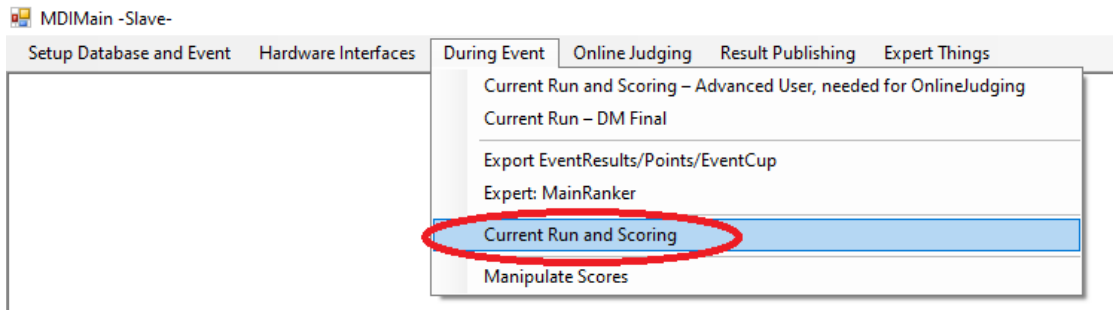 MDIMain -Slave-
Setup Database and Event Hardware Interfaces During Event Online Judging Result Publishing Expert Things
Current Run and Scoring – Advanced User, needed for OnlineJudging
Current Run – DM Final
Export EventResults/Points/EventCup
Expert: MainRanker
Current Run and Scoring
Manipulate Scores